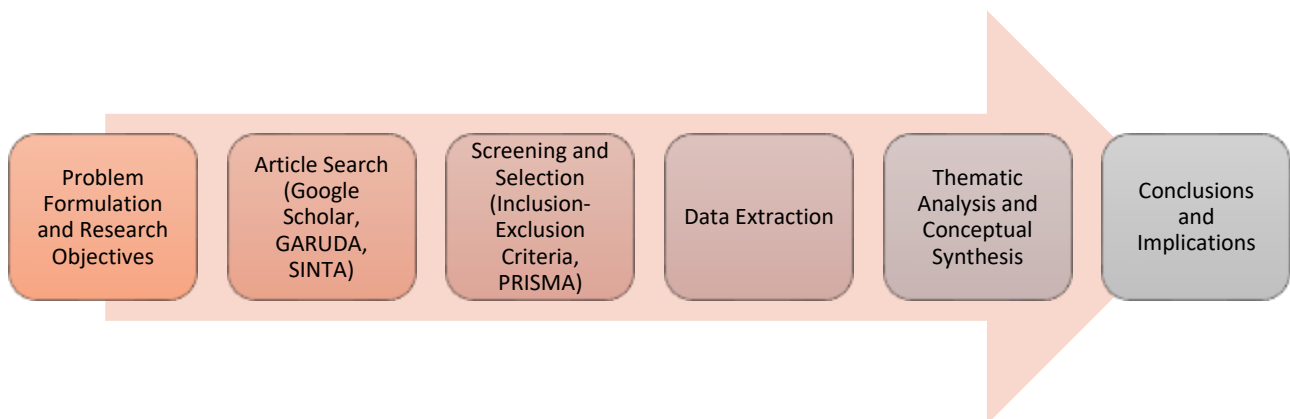 Problem
Formulation
and Research
Objectives
Article Search
(Google
Scholar,
GARUDA,
SINTA)
Screening and
Selection
(Inclusion-
Exclusion
Criteria,
PRISMA)
Data Extraction
Thematic
Analysis and
Conceptual
Synthesis
Conclusions
and
Implications